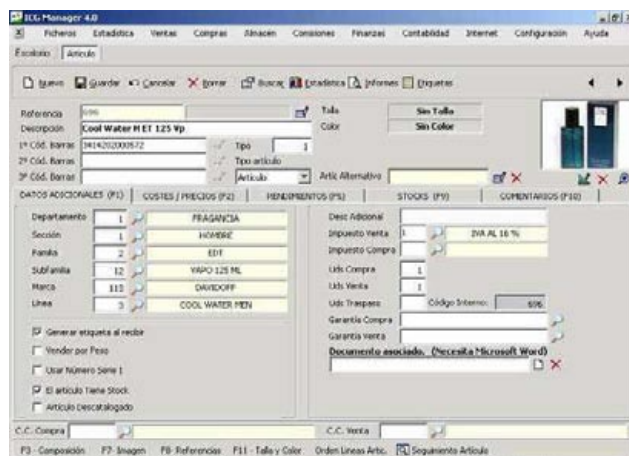 ICG Manager 4.0
Ficheros Estadística Ventas Compras Almacén Comisiones Finanzas Contabilidad Internet Configuración Ayuda
Escritorio Artículo
Nuevo Guardar Cancelar Borrar Buscar Estadística Informes Etiquetas
Referencia 696 Talla Sin Talla
Descripción Cool Water H ET 125 Vp Color Sin Color
1º Cód. Barras 3414202000572 Tipo 1
2º Cód. Barras Tipo artículo
3º Cód. Barras Artículo Artíc Alternativo
DATOS ADICIONALES (F1) COSTES / PRECIOS (F2) RENDIMIENTOS (F5) STOCKS (F9) COMENTARIOS (F10)
Departamento 1 FRAGANCIA Desc Adicional
Sección 1 HOMBRE Impuesto Venta 1 IVA AL 16 %
Familia 2 EDT Impuesto Compra
Subfamilia 12 VAPO 125 ML Uds Compra 1
Marca 113 DAVIDOFF Uds Venta 1
Línea 3 COOL WATER MEN Uds Traspaso Código Interno: 696
Garantía Compra
Generar etiqueta al recibir Garantía Venta
Vender por Peso Documento asociado. (Necesita Microsoft Word)
Usar Número Serie 1
El artículo Tiene Stock
Artículo Descatalogado
C.C. Compra C.C. Venta
F3 - Composición F7- Imagen F8- Referencias F11 - Talla y Color Orden Lineas Artic. Seguimiento Artículo